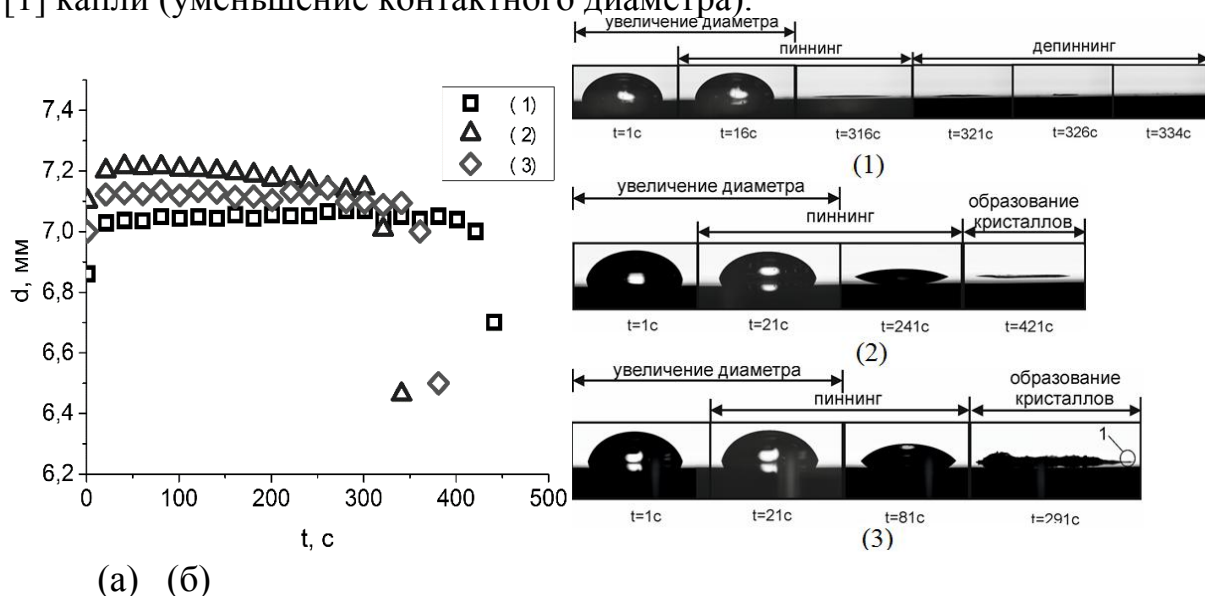 [1] капли (уменьшение контактного диаметра).
7,4
7,2
7,0
6,8
6,6
6,4
6,2
d, мм
0
100
200
300
400
500
t, с
(1)
(2)
(3)
увеличение диаметра
пиннинг
депиннинг
t=1c
t=16c
t=316c
t=321c
t=326c
t=334c
(1)
увеличение диаметра
пиннинг
образование
кристаллов
t=1c
t=21c
t=241c
t=421c
(2)
увеличение диаметра
пиннинг
образование
кристаллов
1
t=1c
t=21c
t=81c
t=291c
(3)
(а) (б)